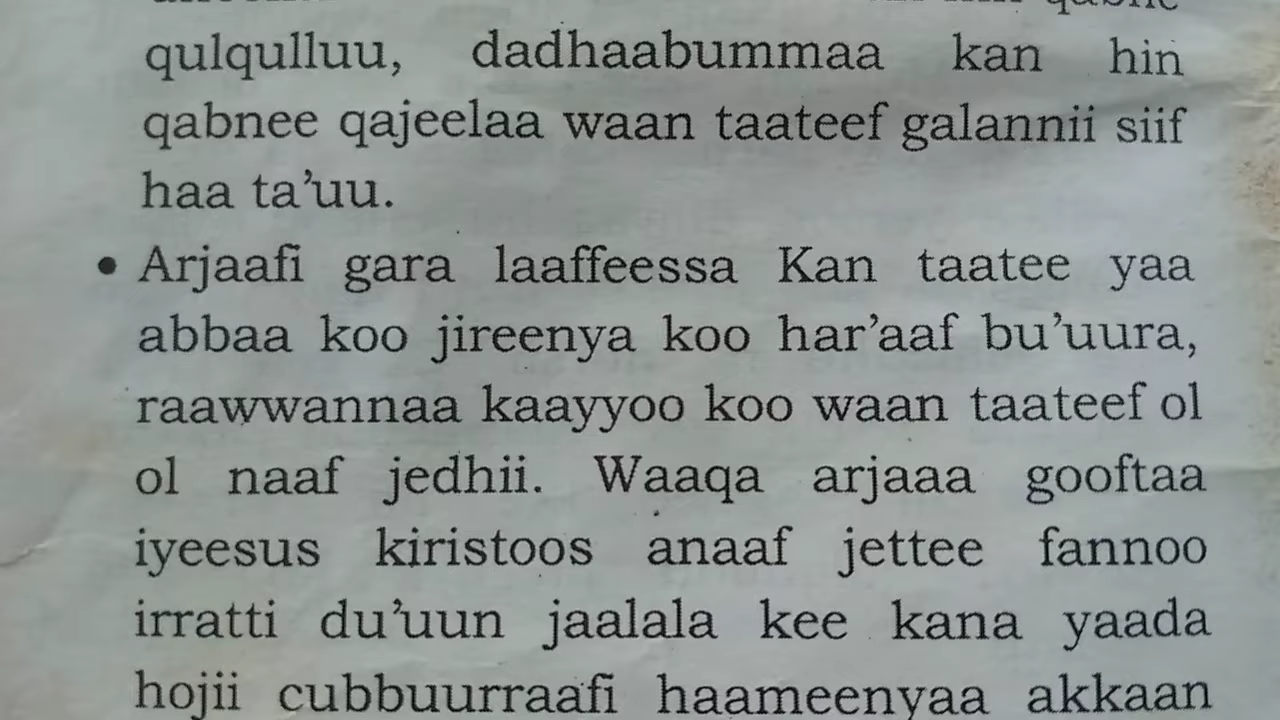 qulqulluu, dadhaabummaa kan hin
qabnee qajeelaa waan taateef galannii siif
haa ta’uu.
• Arjaafi gara laaffeessa Kan taatee yaa
abbaa koo jireenya koo har’aaf bu’uura,
raawwannaa kaayyoo koo waan taateef ol
ol naaf jedhii. Waaqa arjaaa gooftaa
iyeesus kiristoos anaaf jettee fannoo
irratti du’uun jaalala kee kana yaada
hojii cubbuurraafi haameenyaa akkaan